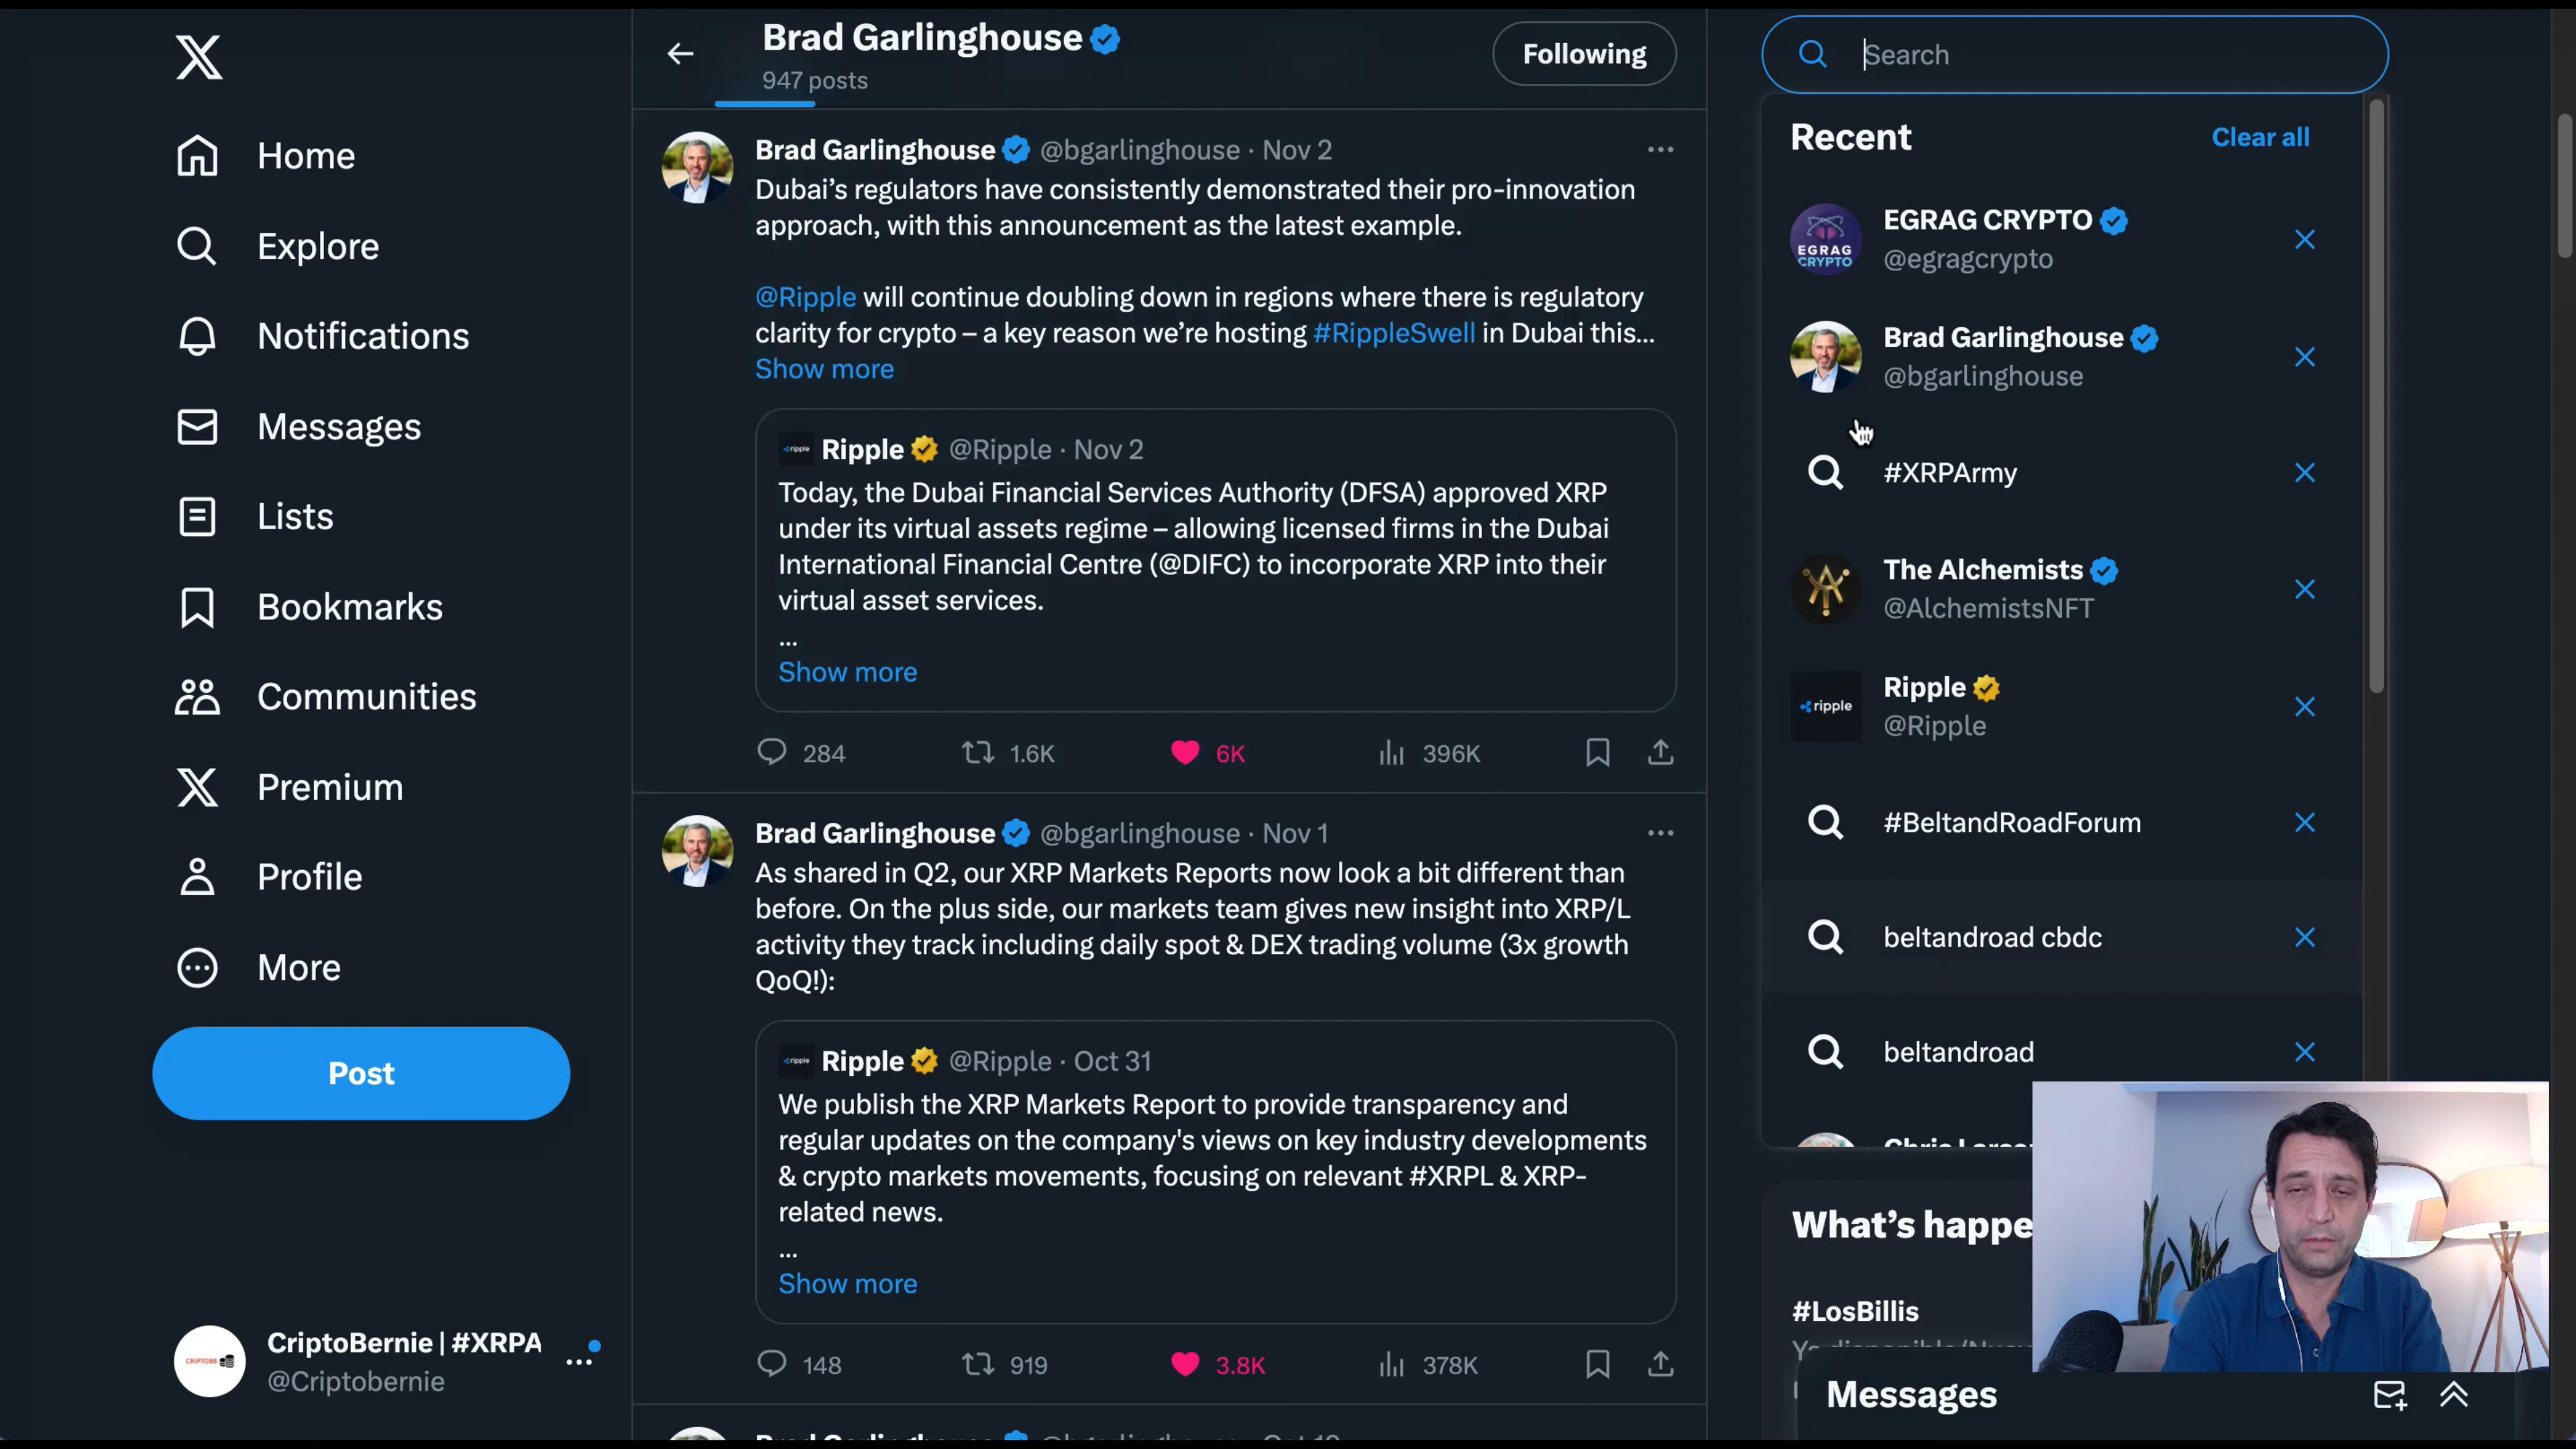 Home
Explore
Notifications
Messages
Lists
Bookmarks
Communities
Premium
Profile
More
Post
CriptoBernie | #XRPA
@Criptobernie
Brad Garlinghouse
947 posts
Following
Brad Garlinghouse @bgarlinghouse · Nov 2
Dubai’s regulators have consistently demonstrated their pro-innovation
approach, with this announcement as the latest example.
@Ripple will continue doubling down in regions where there is regulatory
clarity for crypto – a key reason we’re hosting #RippleSwell in Dubai this...
Show more
ripple Ripple @Ripple · Nov 2
Today, the Dubai Financial Services Authority (DFSA) approved XRP
under its virtual assets regime – allowing licensed firms in the Dubai
International Financial Centre (@DIFC) to incorporate XRP into their
virtual asset services.
...
Show more
284 1.6K 6K 396K
Brad Garlinghouse @bgarlinghouse · Nov 1
As shared in Q2, our XRP Markets Reports now look a bit different than
before. On the plus side, our markets team gives new insight into XRP/L
activity they track including daily spot & DEX trading volume (3x growth
QoQ!):
ripple Ripple @Ripple · Oct 31
We publish the XRP Markets Report to provide transparency and
regular updates on the company's views on key industry developments
& crypto markets movements, focusing on relevant #XRPL & XRP-
related news.
...
Show more
148 919 3.8K 378K
Search
Recent Clear all
EGRAG CRYPTO
EGRAG CRYPTO
@egragcrypto
Brad Garlinghouse
@bgarlinghouse
#XRPArmy
The Alchemists
@AlchemistsNFT
ripple
Ripple
@Ripple
#BeltandRoadForum
beltandroad cbdc
beltandroad
What’s happe
#LosBillis
Messages